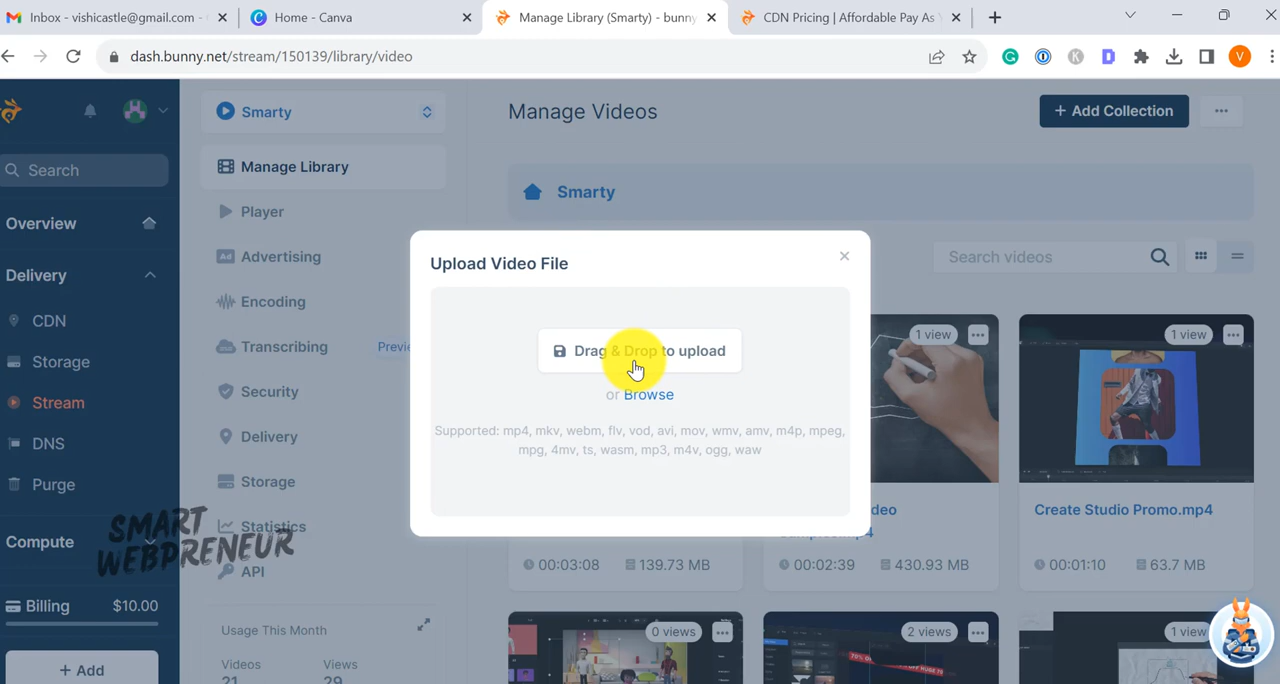 Inbox - vishicastle@gmail.com -
Home - Canva
Manage Library (Smarty) - bunny
CDN Pricing | Affordable Pay As Y
dash.bunny.net/stream/150139/library/video
K
D
V
Search
Overview
Delivery
CDN
Storage
Stream
DNS
Purge
Compute
Billing $10.00
+ Add
Smarty
Manage Library
Player
Ad Advertising
Encoding
Transcribing Previe
Security
Delivery
Storage
Statistics
API
Usage This Month
Videos Views
21 29
SMART
WEBPRENEUR
Manage Videos
+ Add Collection
Smarty
Search videos
Upload Video File
Drag & Drop to upload
or Browse
Supported: mp4, mkv, webm, flv, vod, avi, mov, wmv, amv, m4p, mpeg,
mpg, 4mv, ts, wasm, mp3, m4v, ogg, waw
1 view
1 view
Create Studio Promo.mp4
00:03:08 139.73 MB
00:02:39 430.93 MB
00:01:10 63.7 MB
0 views
2 views
1 view